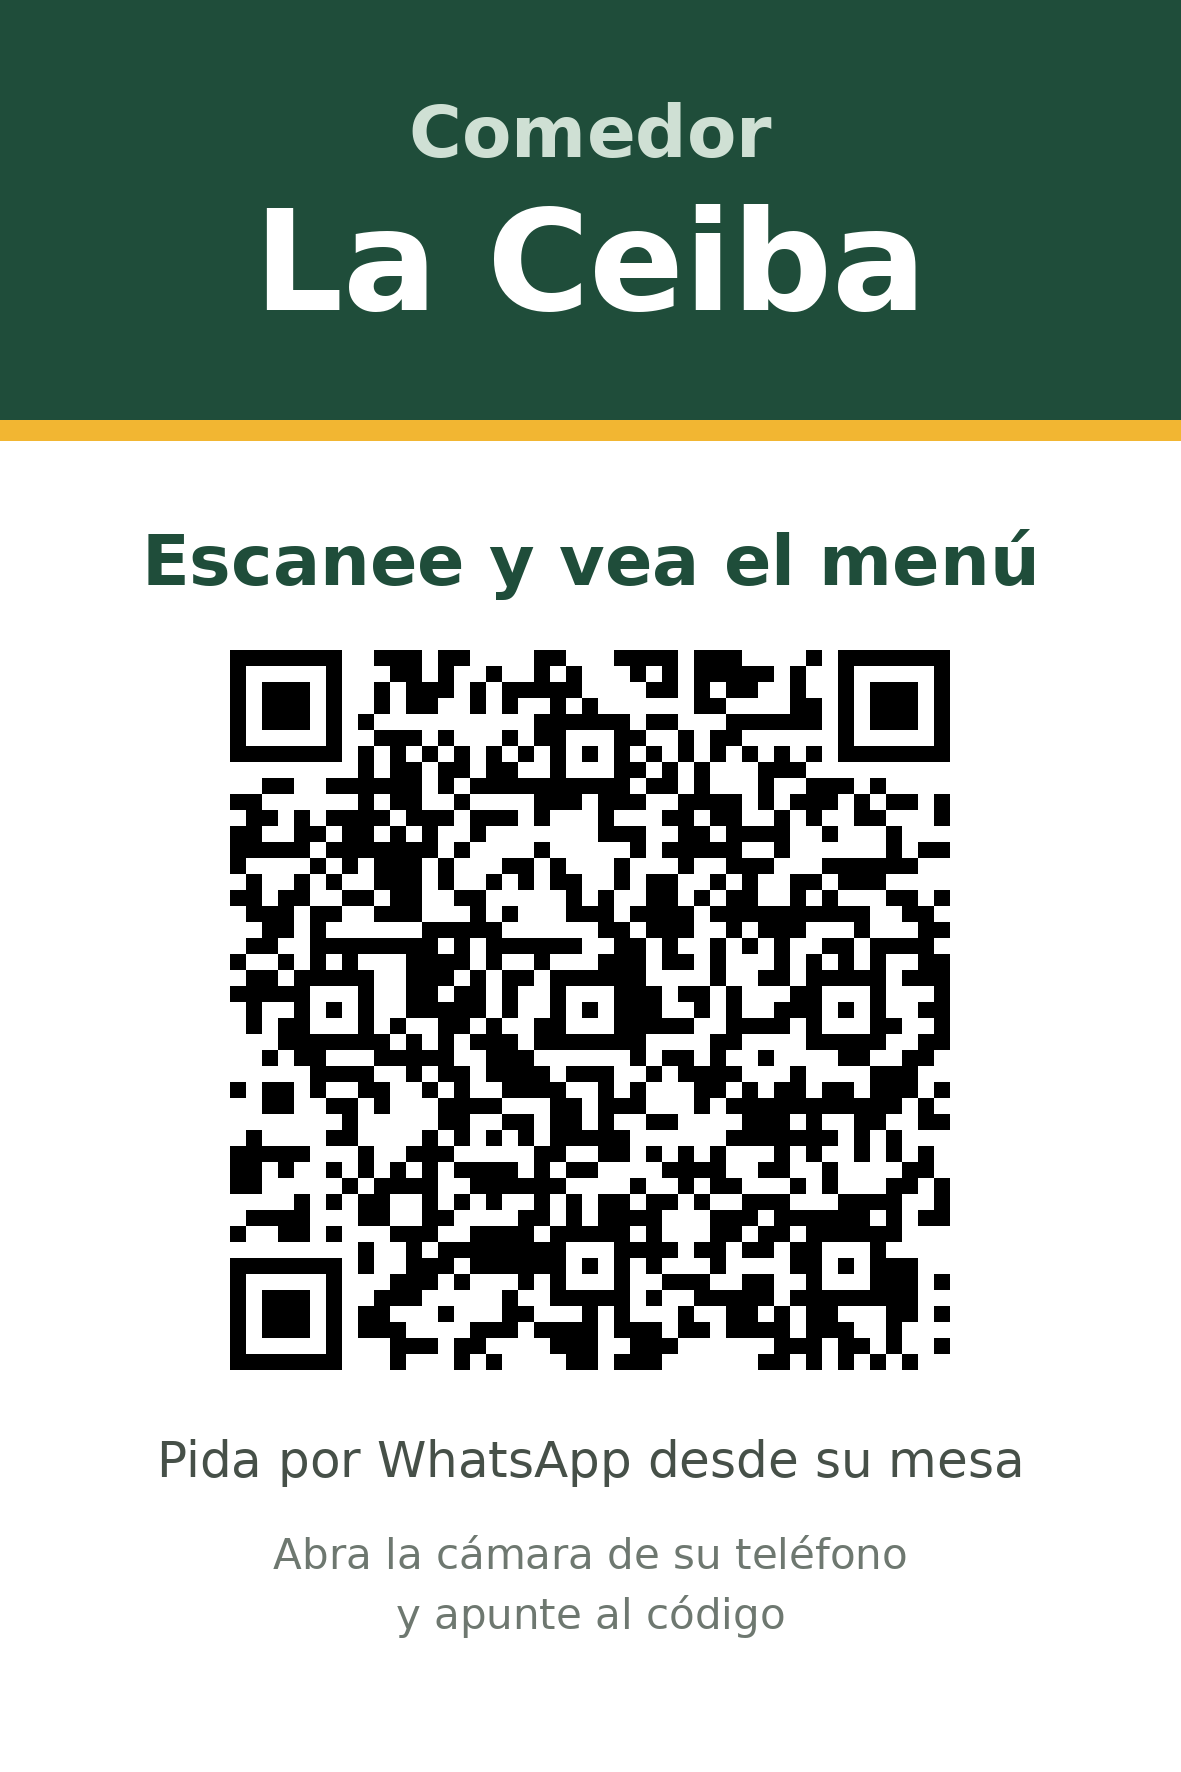 Comedor
La Ceiba
Escanee y vea el menú
Pida por WhatsApp desde su mesa
Abra la cámara de su teléfono
y apunte al código